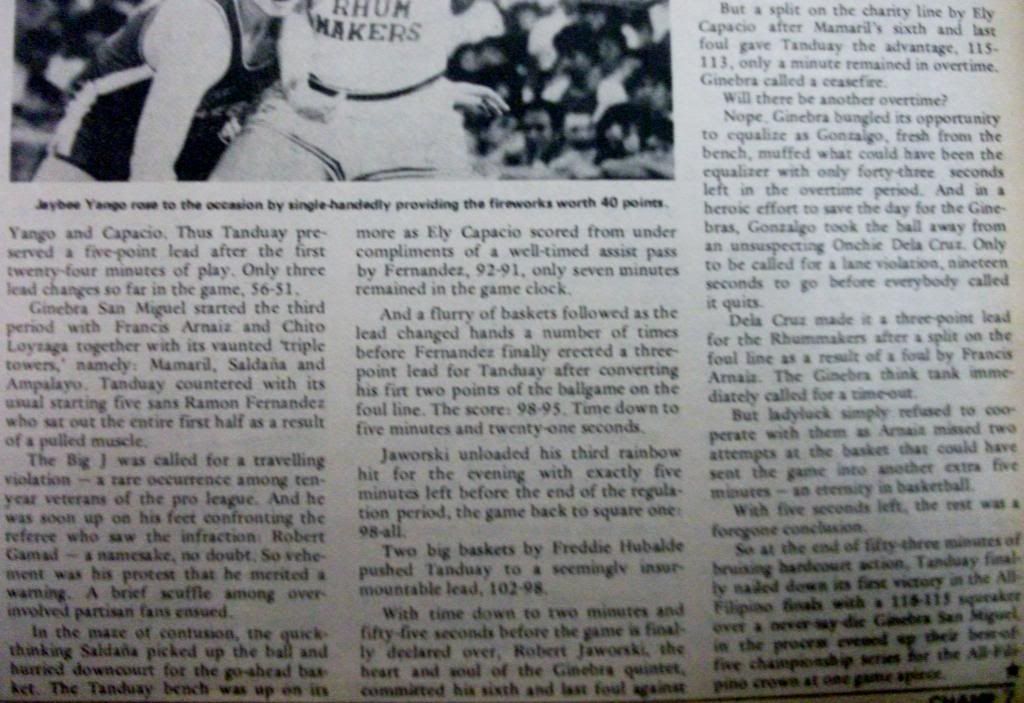 RHUM
MAKERS
Jaybee Yango rose to the occasion by single-handedly providing the fireworks worth 40 points.
Yango and Capacio. Thus Tanduay pre-
served a five-point lead after the first
twenty-four minutes of play. Only three
lead changes so far in the game, 56-51.
Ginebra San Miguel started the third
period with Francis Arnaiz and Chito
Loyzaga together with its vaunted 'triple
towers,' namely: Mamaril, Saldaña and
Ampalayo. Tanduay countered with its
usual starting five sans Ramon Fernandez
who sat out the entire first half as a result
of a pulled muscle.
The Big J was called for a travelling
violation — a rare occurrence among ten-
year veterans of the pro league. And he
was soon up on his feet confronting the
referee who saw the infraction: Robert
Gamad — a namesake, no doubt. So vehe-
ment was his protest that he merited a
warning. A brief scuffle among over-
involved partisan fans ensued.
In the maze of contusion, the quick-
thinking Saldaña picked up the ball and
hurried downcourt for the go-ahead bas-
ket. The Tanduay bench was up on its
more as Ely Capacio scored from under
compliments of a well-timed assist pass
by Fernandez, 92-91, only seven minutes
remained in the game clock.
And a flurry of baskets followed as the
lead changed hands a number of times
before Fernandez finally erected a three-
point lead for Tanduay after converting
his firt two points of the ballgame on the
foul line. The score: 98-95. Time down to
five minutes and twenty-one seconds.
Jaworski unloaded his third rainbow
hit for the evening with exactly five
minutes left before the end of the regula-
tion period, the game back to square one:
98-all.
Two big baskets by Freddie Hubalde
pushed Tanduay to a seemingly insur-
mountable lead, 102-98.
With time down to two minutes and
fifty-five seconds before the game is final-
ly declared over, Robert Jaworski, the
heart and soul of the Ginebra quintet,
committed his sixth and last foul against
But a split on the charity line by Ely
Capacio after Mamaril's sixth and last
foul gave Tanduay the advantage, 115-
113, only a minute remained in overtime.
Ginebra called a ceasefire.
Will there be another overtime?
Nope. Ginebra bungled its opportunity
to equalize as Gonzalgo, fresh from the
bench, muffed what could have been the
equalizer with only forty-three seconds
left in the overtime period. And in a
heroic effort to save the day for the Gine-
bras, Gonzalgo took the ball away from
an unsuspecting Onchie Dela Cruz. Only
to be called for a lane violation, nineteen
seconds to go before everybody called
it quits.
Dela Cruz made it a three-point lead
for the Rhummakers after a split on the
foul line as a result of a foul by Francis
Arnaiz. The Ginebra think tank imme-
diately called for a time-out.
But ladyluck simply refused to coo-
perate with them as Arnaiz missed two
attempts at the basket that could have
sent the game into another extra five
minutes — an eternity in basketball.
With five seconds left, the rest was a
foregone conclusion.
So at the end of fifty-three minutes of
bruising hardcourt action, Tanduay final-
ly nailed down its first victory in the All-
Filipino finals with a 116-113 squeaker
over a never-say-die Ginebra San Miguel,
in the process evened up their best-of-
five championship series for the All-Fili-
pino crown at one game apiece.